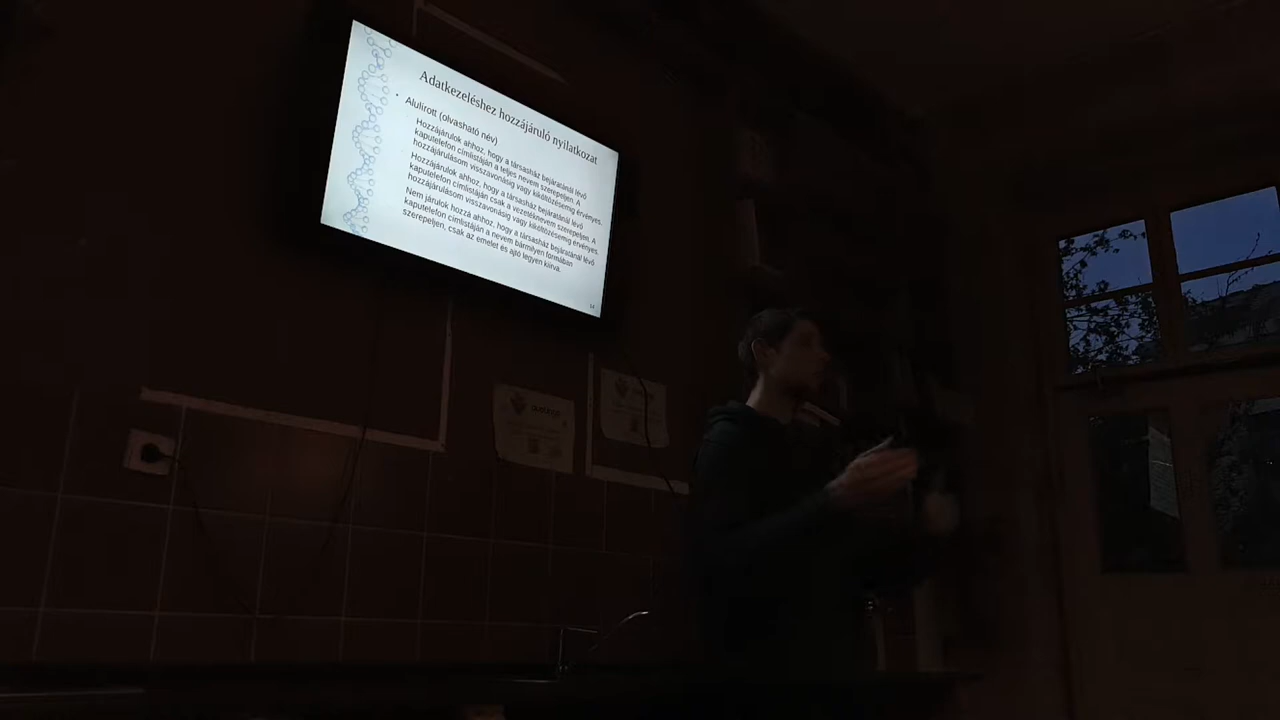 Adatkezeléshez hozzájáruló nyilatkozat
• Alulírott (olvasható név)
Hozzájárulok ahhoz, hogy a társasház bejáratánál lévő
kaputelefon címlistáján a teljes nevem szerepeljen. A
hozzájárulásom visszavonásig vagy kiköltözésemig érvényes.
Hozzájárulok ahhoz, hogy a társasház bejáratánál lévő
kaputelefon címlistáján csak a vezetéknevem szerepeljen. A
hozzájárulásom visszavonásig vagy kiköltözésemig érvényes.
Nem járulok hozzá ahhoz, hogy a társasház bejáratánál lévő
kaputelefon címlistáján a nevem bármilyen formában
szerepeljen, csak az emelet és ajtó legyen kiírva.